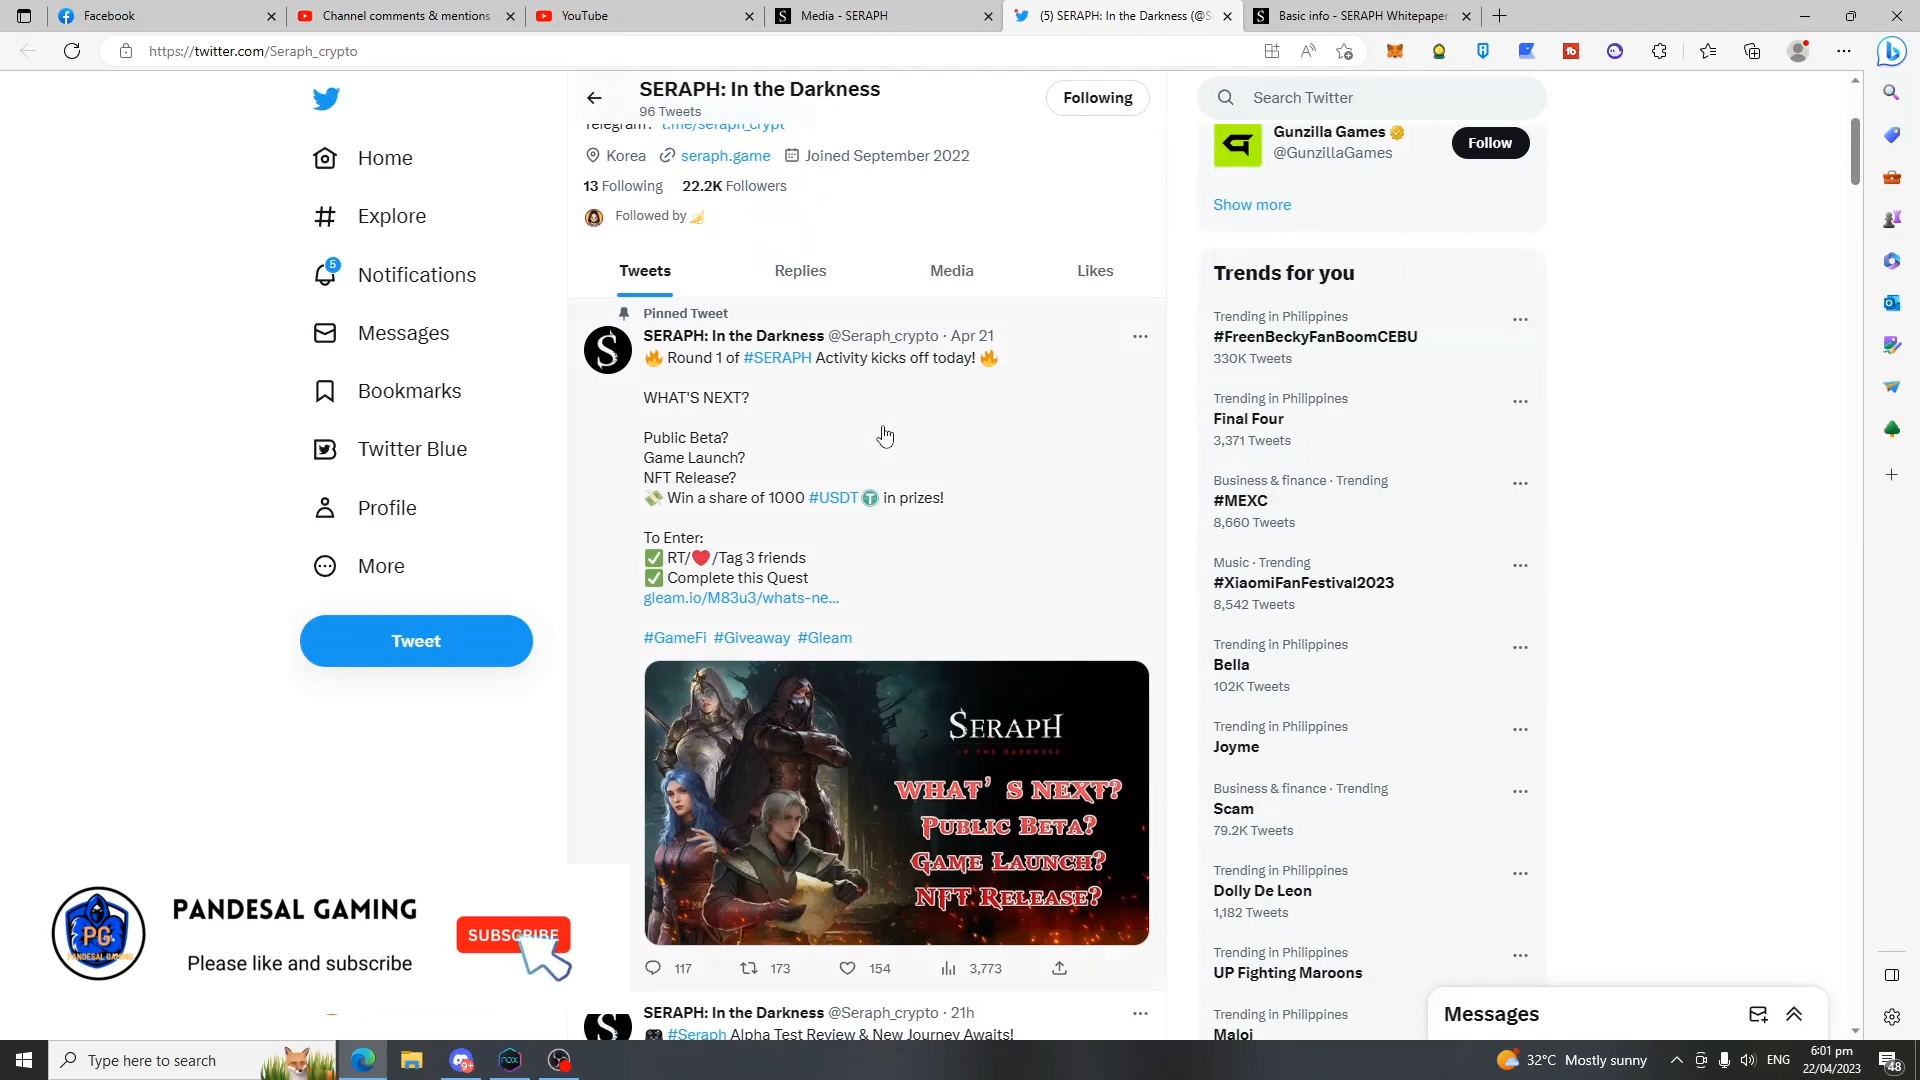 Facebook
Channel comments & mentions
YouTube
Media - SERAPH
(5) SERAPH: In the Darkness (@S
Basic info - SERAPH Whitepaper
https://twitter.com/Seraph_crypto
SERAPH: In the Darkness
96 Tweets
Following
Search Twitter
Telegram: t.me/seraph_crypt
Korea seraph.game Joined September 2022
13 Following 22.2K Followers
Followed by
Tweets
Replies
Media
Likes
Home
Explore
5
Notifications
Messages
Bookmarks
Twitter Blue
Profile
More
Tweet
Pinned Tweet
SERAPH: In the Darkness @Seraph_crypto · Apr 21
🔥 Round 1 of #SERAPH Activity kicks off today! 🔥
WHAT'S NEXT?
Public Beta?
Game Launch?
NFT Release?
💸 Win a share of 1000 #USDT in prizes!
To Enter:
✅ RT/❤️/Tag 3 friends
✅ Complete this Quest
gleam.io/M83u3/whats-ne...
#GameFi #Giveaway #Gleam
SERAPH
IN THE DARKNESS
WHAT'S NEXT?
PUBLIC BETA?
GAME LAUNCH?
NFT RELEASE?
117
173
154
3,773
SERAPH: In the Darkness @Seraph_crypto · 21h
#Seraph Alpha Test Review & New Journey Awaits!
Gunzilla Games
@GunzillaGames
Follow
Show more
Trends for you
Trending in Philippines
#FreenBeckyFanBoomCEBU
330K Tweets
Trending in Philippines
Final Four
3,371 Tweets
Business & finance · Trending
#MEXC
8,660 Tweets
Music · Trending
#XiaomiFanFestival2023
8,542 Tweets
Trending in Philippines
Bella
102K Tweets
Trending in Philippines
Joyme
Business & finance · Trending
Scam
79.2K Tweets
Trending in Philippines
Dolly De Leon
1,182 Tweets
Trending in Philippines
UP Fighting Maroons
Trending in Philippines
Maloi
Messages
PG
PANDESAL GAMING
PANDESAL GAMING
Please like and subscribe
SUBSCRIBE
Type here to search
32°C Mostly sunny
ENG
6:01 pm
22/04/2023
48